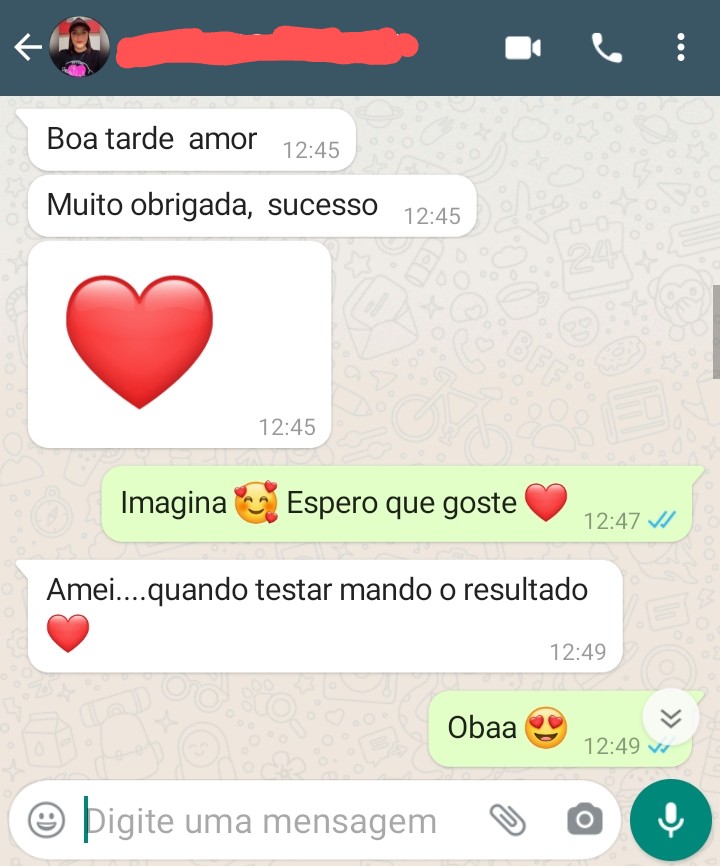 Boa tarde amor 12:45
Muito obrigada, sucesso 12:45
❤️
12:45
Imagina 🥰 Espero que goste ❤️ 12:47
Amei....quando testar mando o resultado
❤️ 12:49
Obaa 😍 12:49
Digite uma mensagem